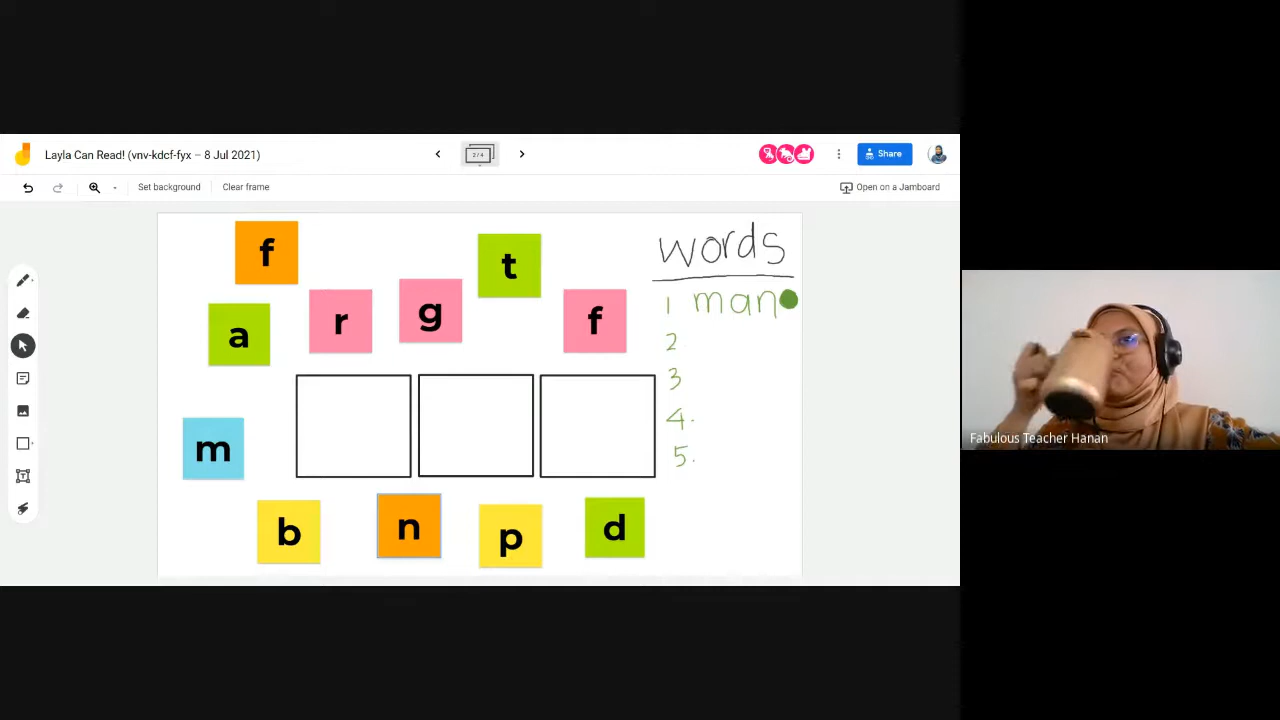 Layla Can Read! (vnv-kdcf-fyx – 8 Jul 2021)
2 / 4
Share
Set background
Clear frame
Open on a Jamboard
f
t
a
r
g
f
m
b
n
p
d
words
1 man
2
3
4.
5.
Fabulous Teacher Hanan